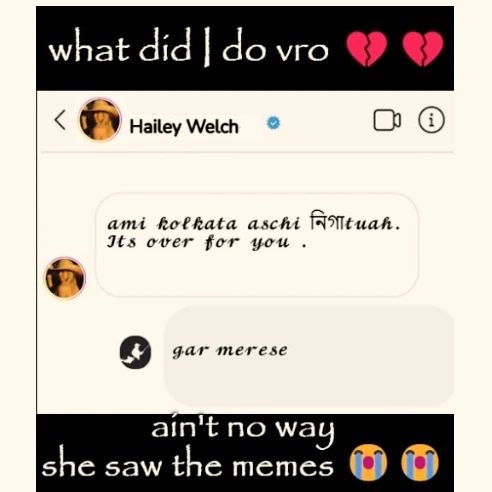 what did I do vro 💔 💔
Hailey Welch
ami kolkata aschi নিগাtuah.
Its over for you .
gar merese
ain't no way
she saw the memes 😭 😭